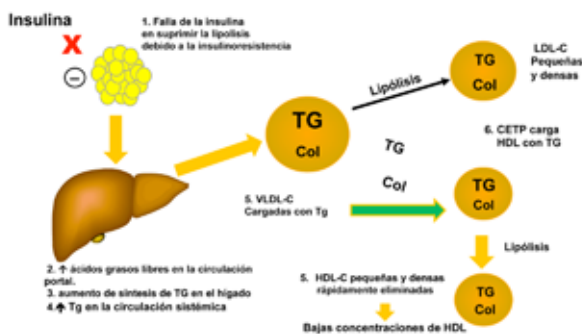 Insulina
X
1. Falla de la insulina
en suprimir la lipolisis
debido a la insulinoresistencia
TG
Col
Lipólisis
TG
Col
LDL-C
Pequeñas
y densas
TG
Col
6. CETP carga
HDL con TG
5. VLDL-C
Cargadas con Tg
TG
Col
Lipólisis
2. ↑ ácidos grasos libres en la circulación
portal.
3. aumento de síntesis de TG en el hígado
4.↑ Tg en la circulación sistémica
5. HDL-C pequeñas y densas
rápidamente eliminadas
TG
Col
Bajas concentraciones de HDL